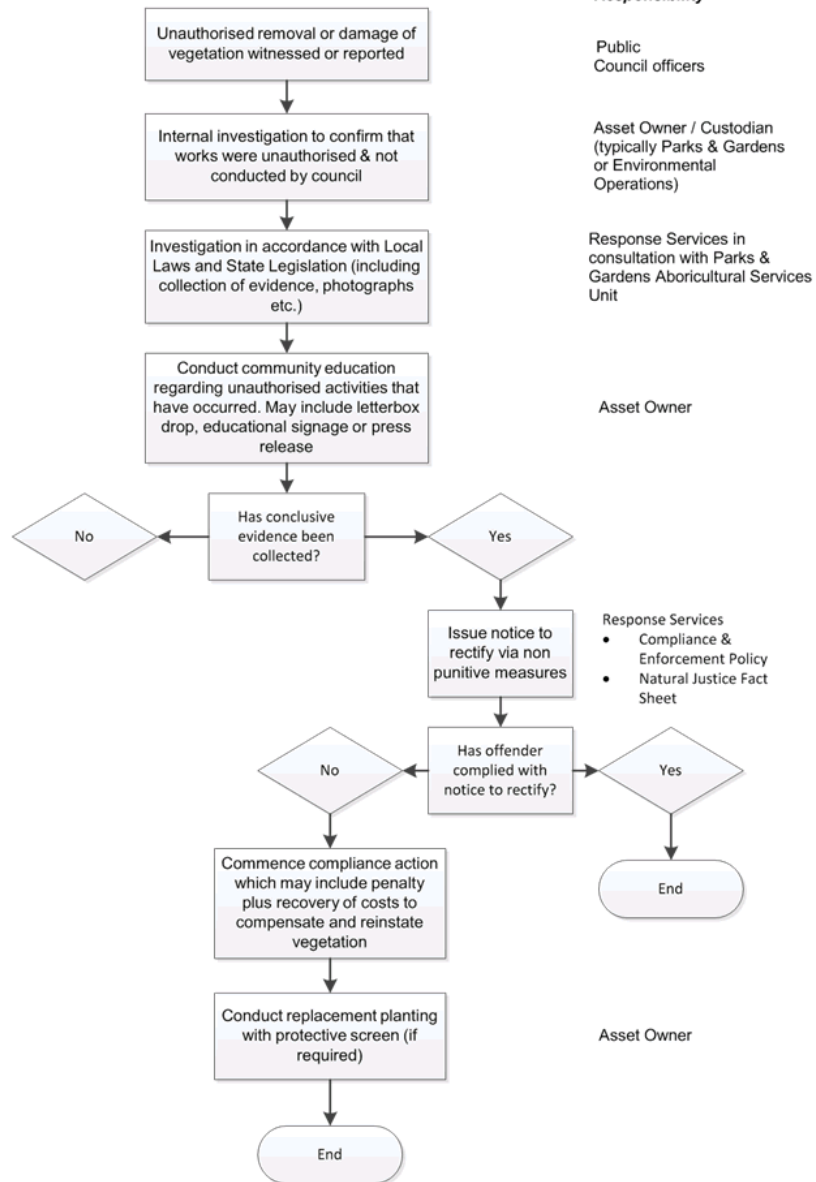 Responsibility
Unauthorised removal or damage of
vegetation witnessed or reported
Public
Council officers
Internal investigation to confirm that
works were unauthorised & not
conducted by council
Asset Owner / Custodian
(typically Parks & Gardens
or Environmental
Operations)
Investigation in accordance with Local
Laws and State Legislation (including
collection of evidence, photographs
etc.)
Response Services in
consultation with Parks &
Gardens Aboricultural Services
Unit
Conduct community education
regarding unauthorised activities that
have occurred. May include letterbox
drop, educational signage or press
release
Asset Owner
No
Has conclusive
evidence been
collected?
Yes
Issue notice to
rectify via non
punitive measures
Response Services
• Compliance &
Enforcement Policy
• Natural Justice Fact
Sheet
No
Has offender
complied with
notice to rectify?
Yes
Commence compliance action
which may include penalty
plus recovery of costs to
compensate and reinstate
vegetation
End
Conduct replacement planting
with protective screen (if
required)
Asset Owner
End